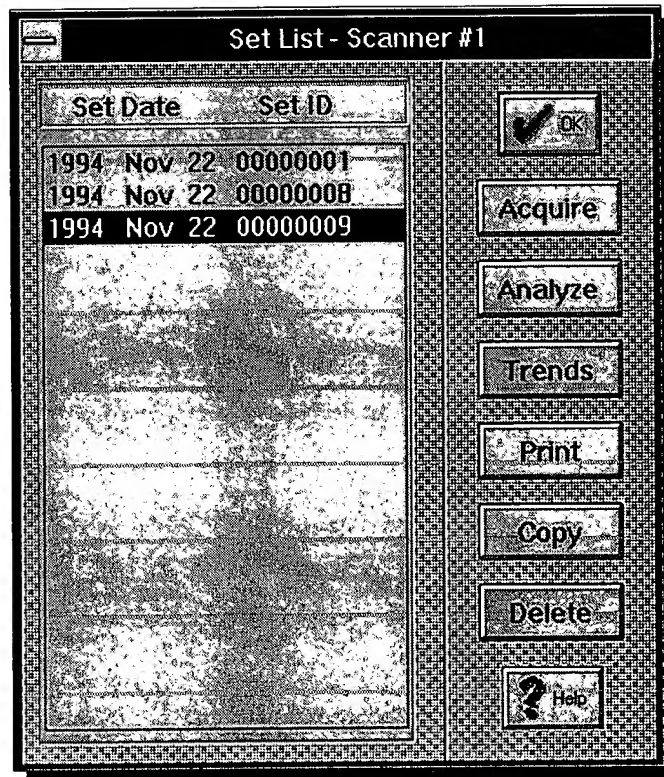 Set List - Scanner #1
Set Date Set ID
1994 Nov 22 00000001
1994 Nov 22 00000008
1994 Nov 22 00000009
OK
Acquire
Analyze
Trends
Print
Copy
Delete
Help